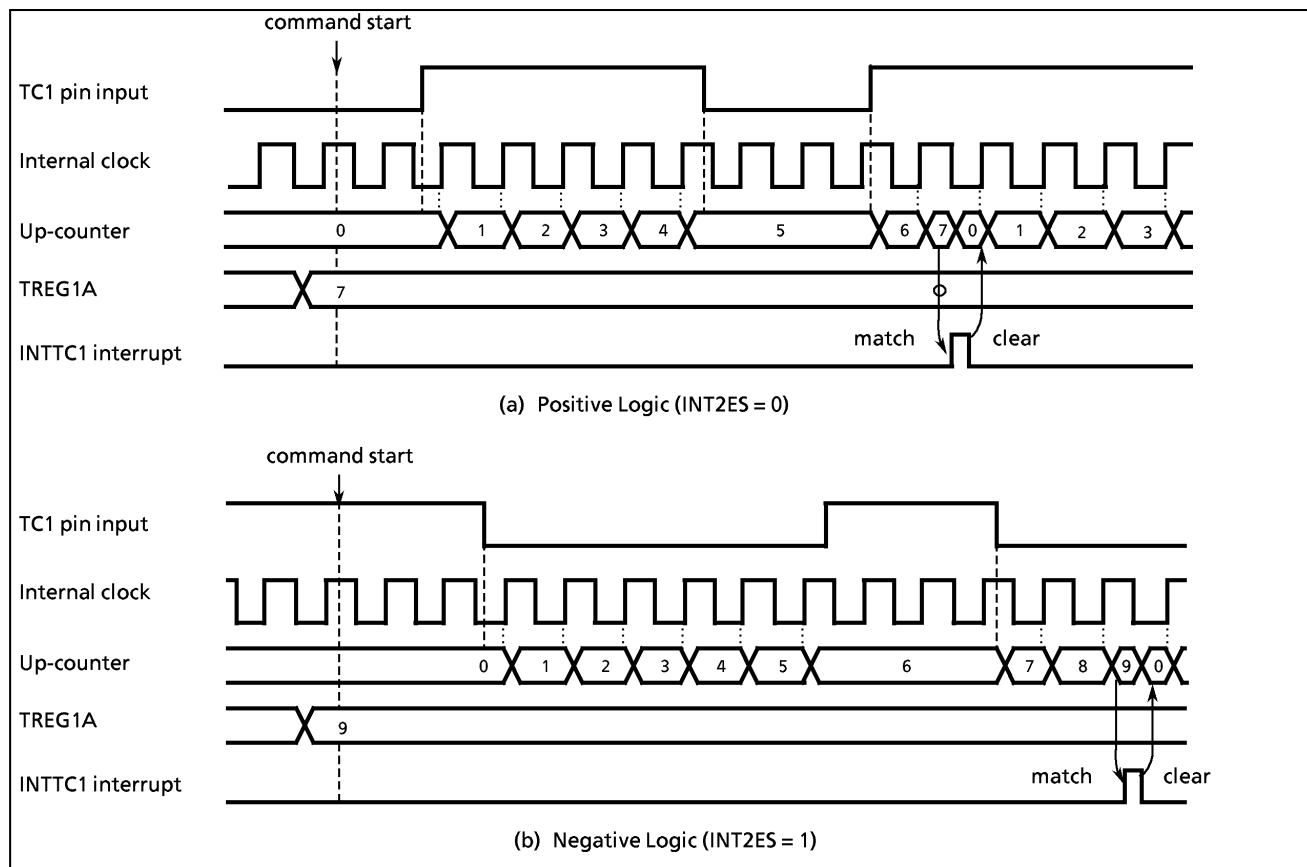 command start
TC1 pin input
Internal clock
Up-counter 0 1 2 3 4 5 6 7 0 1 2 3
TREG1A 7
match clear
INTTC1 interrupt
(a) Positive Logic (INT2ES = 0)
command start
TC1 pin input
Internal clock
Up-counter 0 1 2 3 4 5 6 7 8 9 0
TREG1A 9
INTTC1 interrupt match clear
(b) Negative Logic (INT2ES = 1)